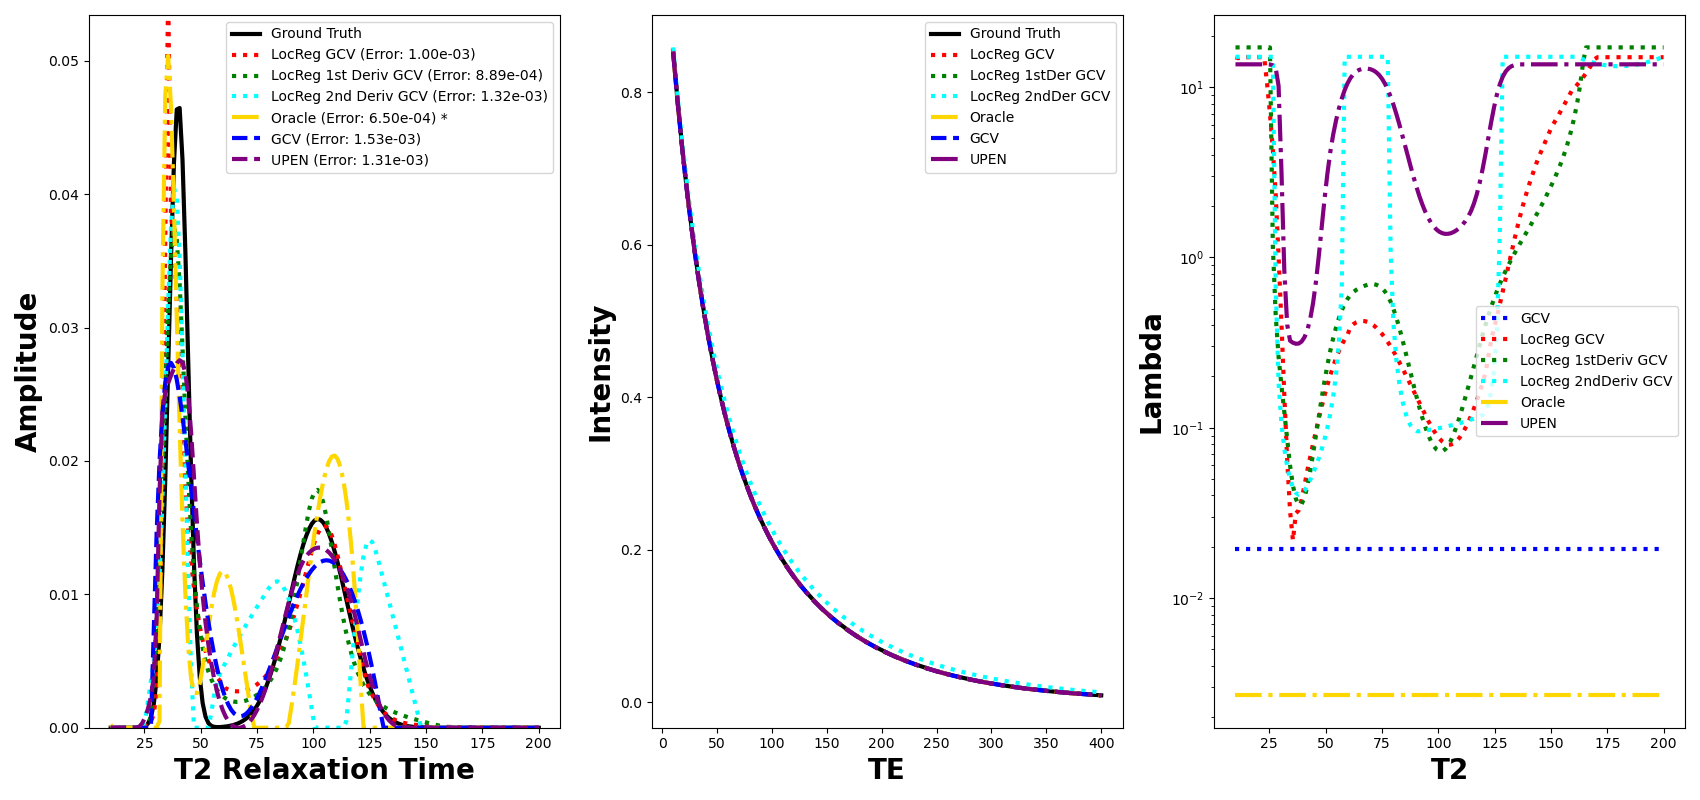 Amplitude
0.05
0.04
0.03
0.02
0.01
0.00
25 50 75 100 125 150 175 200
T2 Relaxation Time
Ground Truth
LocReg GCV (Error: 1.00e-03)
LocReg 1st Deriv GCV (Error: 8.89e-04)
LocReg 2nd Deriv GCV (Error: 1.32e-03)
Oracle (Error: 6.50e-04) *
GCV (Error: 1.53e-03)
UPEN (Error: 1.31e-03)
Intensity
0.8
0.6
0.4
0.2
0.0
0 50 100 150 200 250 300 350 400
TE
Ground Truth
LocReg GCV
LocReg 1stDer GCV
LocReg 2ndDer GCV
Oracle
GCV
UPEN
Lambda
10¹
10⁰
10⁻¹
10⁻²
25 50 75 100 125 150 175 200
T2
GCV
LocReg GCV
LocReg 1stDeriv GCV
LocReg 2ndDeriv GCV
Oracle
UPEN